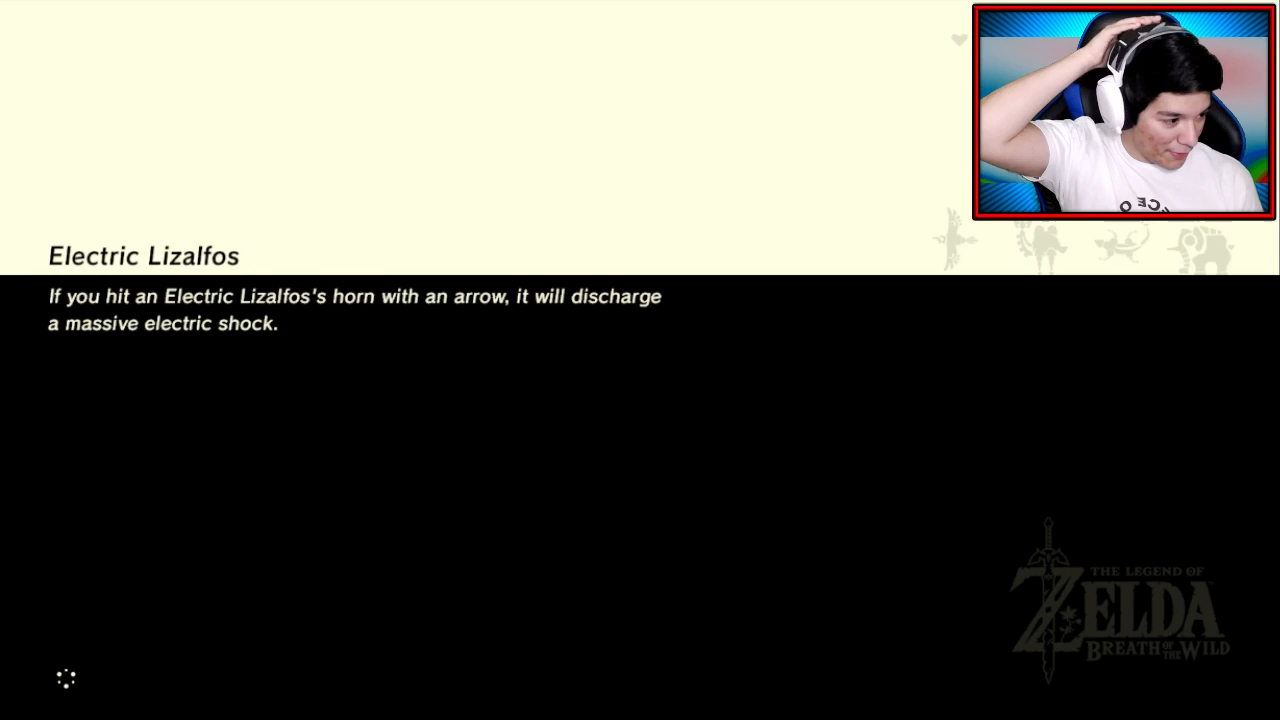 Electric Lizalfos
If you hit an Electric Lizalfos's horn with an arrow, it will discharge
a massive electric shock.
THE LEGEND OF
ZELDA
BREATH OF THE WILD